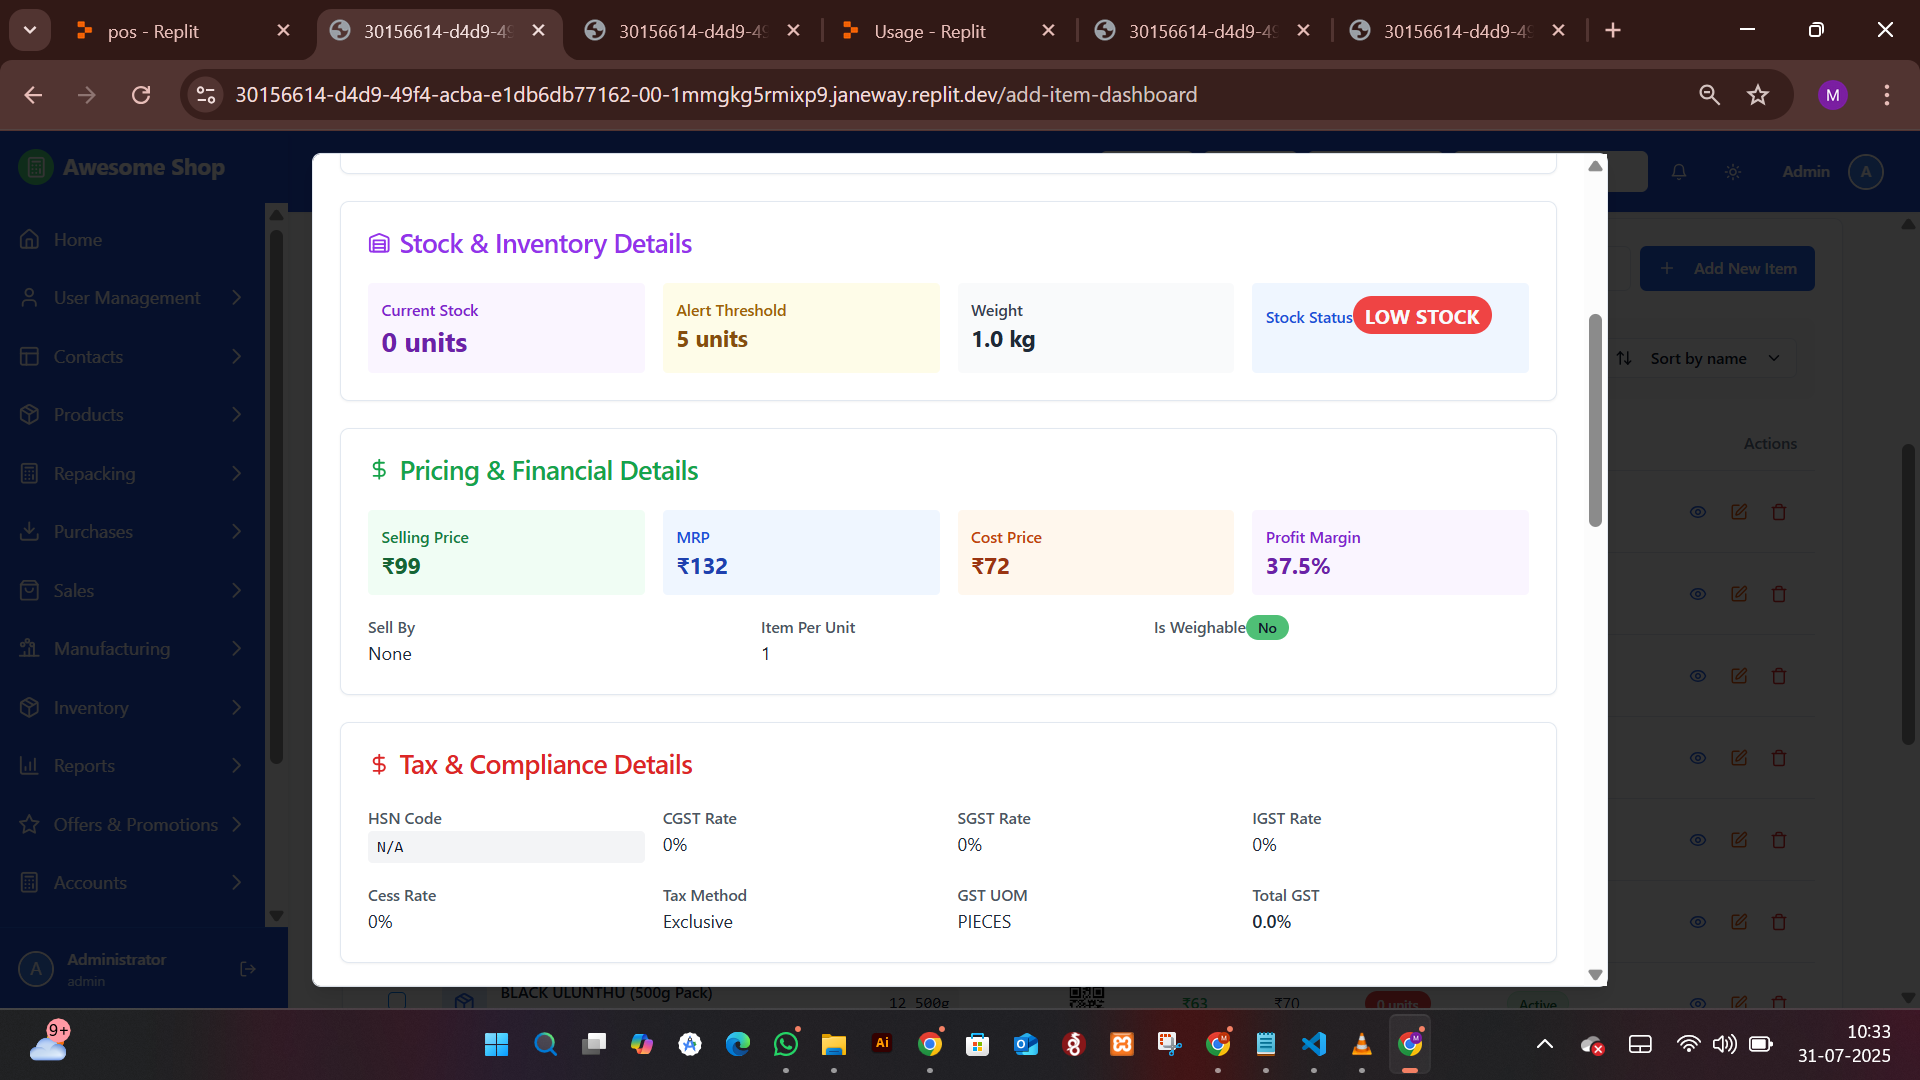 pos - Replit
30156614-d4d9-49
30156614-d4d9-49
Usage - Replit
30156614-d4d9-49
30156614-d4d9-49
30156614-d4d9-49f4-acba-e1db6db77162-00-1mmgkg5rmixp9.janeway.replit.dev/add-item-dashboard
M
Awesome Shop
Admin
A
Home
User Management
Contacts
Products
Repacking
Purchases
Sales
Manufacturing
Inventory
Reports
Offers & Promotions
Accounts
A
Administrator
admin
Add New Item
Sort by name
Actions
Stock & Inventory Details
Current Stock
0 units
Alert Threshold
5 units
Weight
1.0 kg
Stock Status LOW STOCK
Pricing & Financial Details
Selling Price
₹99
MRP
₹132
Cost Price
₹72
Profit Margin
37.5%
Sell By
None
Item Per Unit
1
Is Weighable No
Tax & Compliance Details
HSN Code
N/A
CGST Rate
0%
SGST Rate
0%
IGST Rate
0%
Cess Rate
0%
Tax Method
Exclusive
GST UOM
PIECES
Total GST
0.0%
BLACK ULUNTHU (500g Pack)
12 500g
₹63
₹70
0 units
Active
9+
Ai
10:33
31-07-2025